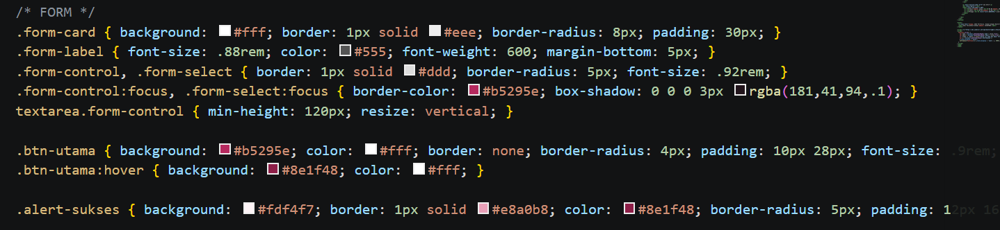 /* FORM */
.form-card { background: #fff; border: 1px solid #eee; border-radius: 8px; padding: 30px; }
.form-label { font-size: .88rem; color: #555; font-weight: 600; margin-bottom: 5px; }
.form-control, .form-select { border: 1px solid #ddd; border-radius: 5px; font-size: .92rem; }
.form-control:focus, .form-select:focus { border-color: #b5295e; box-shadow: 0 0 0 3px rgba(181,41,94,.1); }
textarea.form-control { min-height: 120px; resize: vertical; }
.btn-utama { background: #b5295e; color: #fff; border: none; border-radius: 4px; padding: 10px 28px; font-size: .9rem;
.btn-utama:hover { background: #8e1f48; color: #fff; }
.alert-sukses { background: #fdf4f7; border: 1px solid #e8a0b8; color: #8e1f48; border-radius: 5px; padding: 12px 16